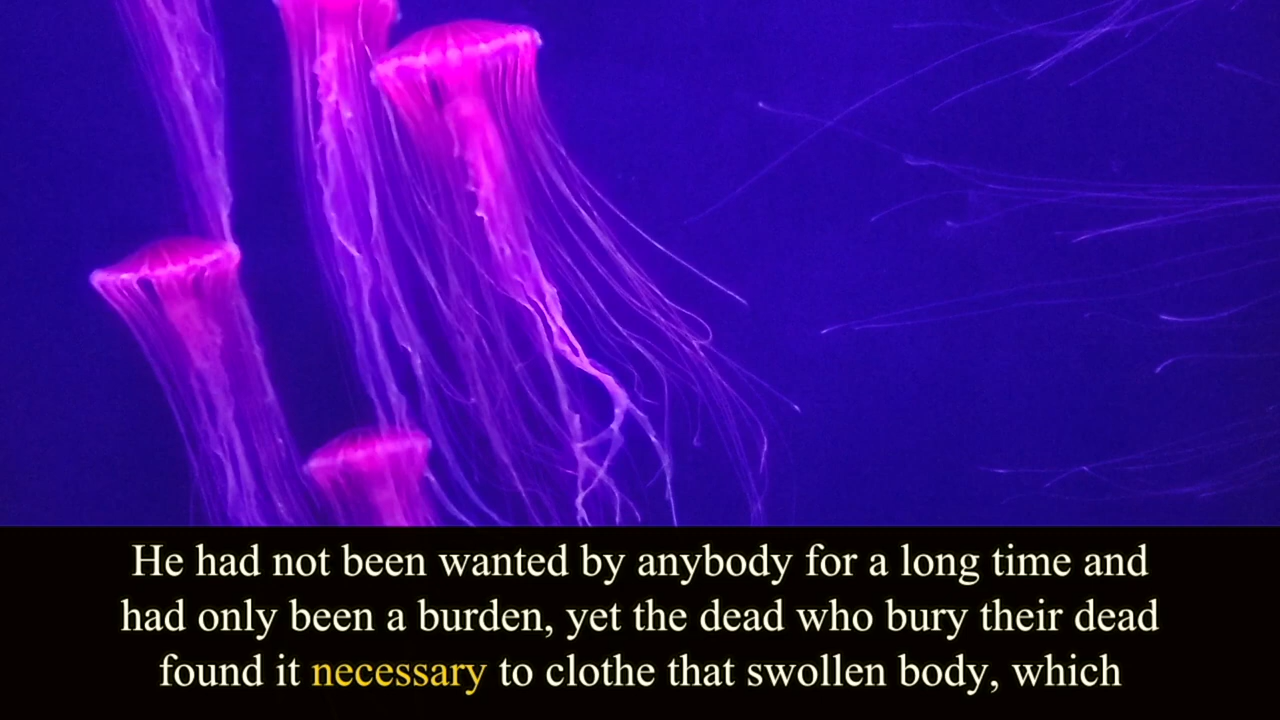 He had not been wanted by anybody for a long time and
had only been a burden, yet the dead who bury their dead
found it necessary to clothe that swollen body, which